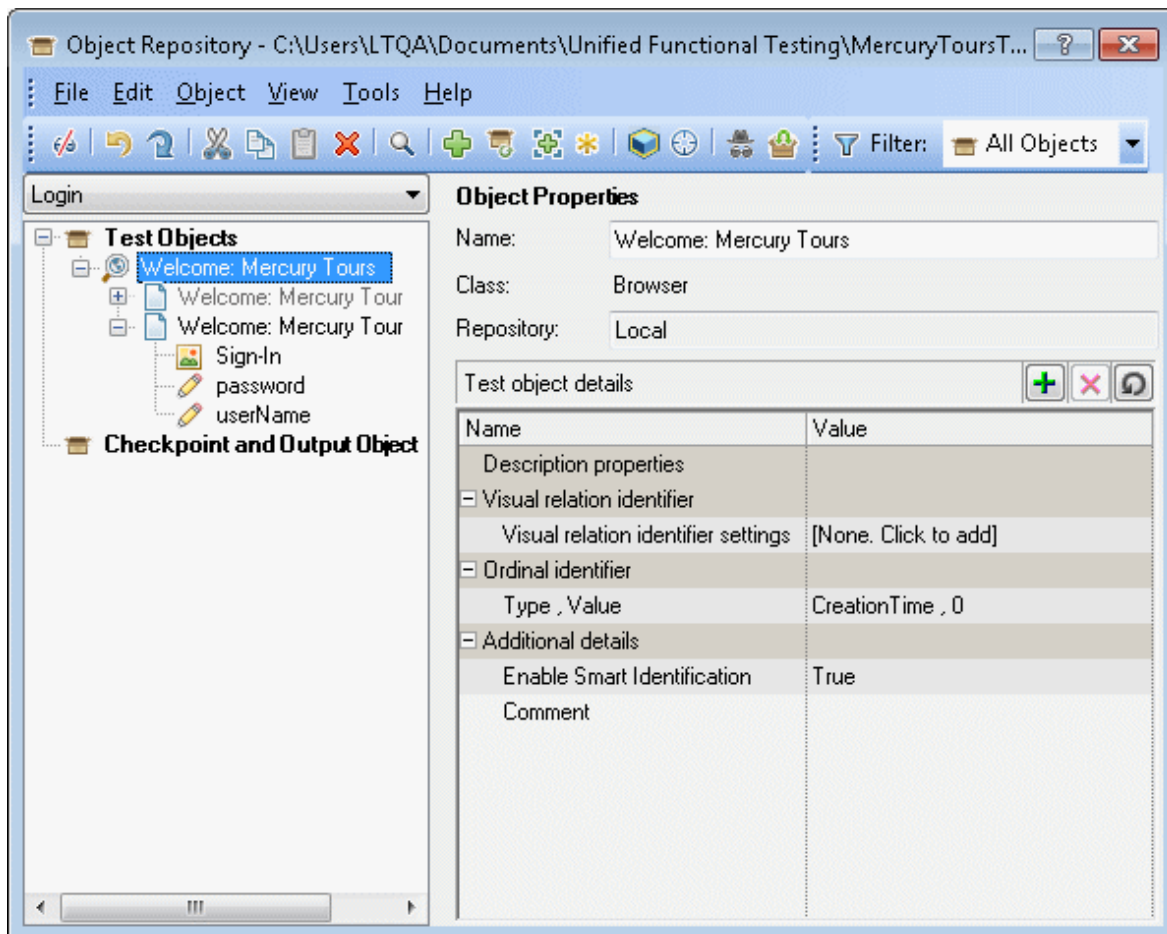 Object Repository - C:\Users\LTQA\Documents\Unified Functional Testing\MercuryToursT...
File Edit Object View Tools Help
Filter: All Objects
Login
Test Objects
Welcome: Mercury Tours
Welcome: Mercury Tour
Welcome: Mercury Tour
Sign-In
password
userName
Checkpoint and Output Object
Object Properties
Name: Welcome: Mercury Tours
Class: Browser
Repository: Local
Test object details
Name Value
Description properties
Visual relation identifier
Visual relation identifier settings [None. Click to add]
Ordinal identifier
Type , Value CreationTime , 0
Additional details
Enable Smart Identification True
Comment